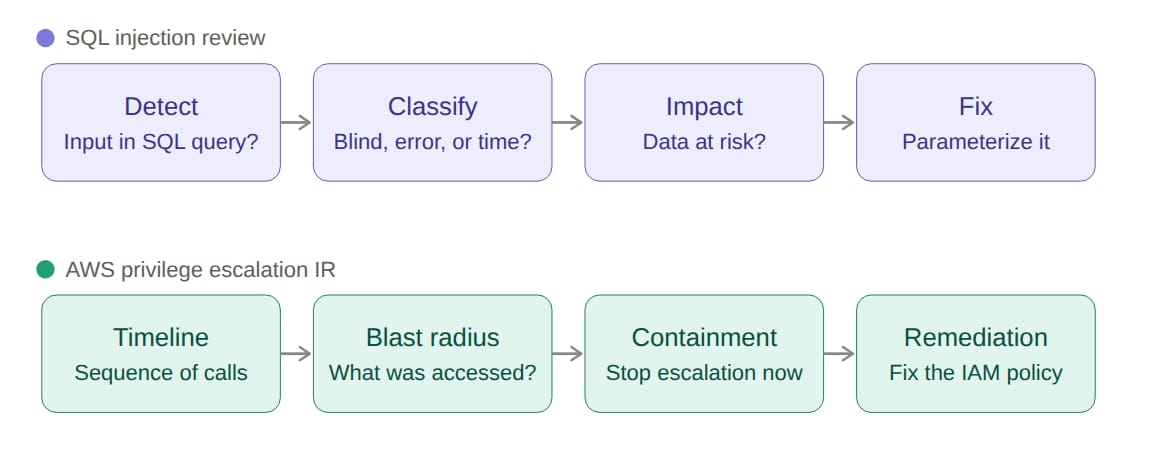 SQL injection review
Detect
Input in SQL query?
Classify
Blind, error, or time?
Impact
Data at risk?
Fix
Parameterize it
AWS privilege escalation IR
Timeline
Sequence of calls
Blast radius
What was accessed?
Containment
Stop escalation now
Remediation
Fix the IAM policy